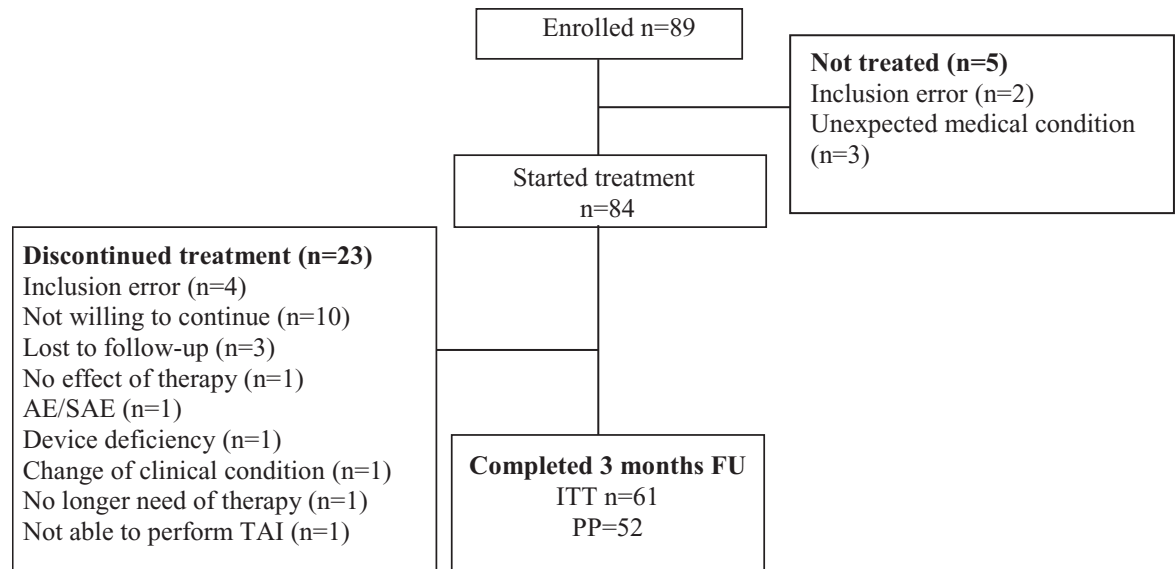 Enrolled n=89
Not treated (n=5)
Inclusion error (n=2)
Unexpected medical condition
(n=3)
Started treatment
n=84
Discontinued treatment (n=23)
Inclusion error (n=4)
Not willing to continue (n=10)
Lost to follow-up (n=3)
No effect of therapy (n=1)
AE/SAE (n=1)
Device deficiency (n=1)
Change of clinical condition (n=1)
No longer need of therapy (n=1)
Not able to perform TAI (n=1)
Completed 3 months FU
ITT n=61
PP=52